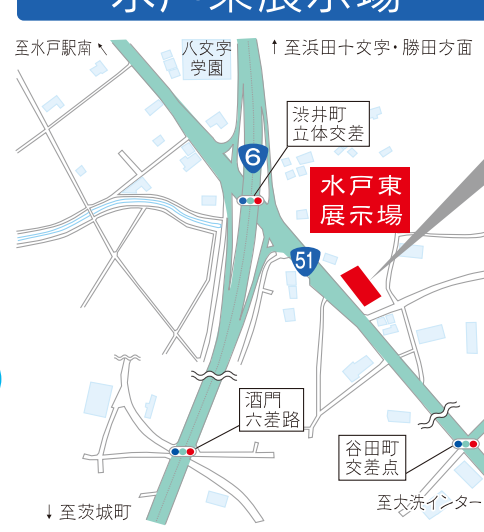 水戸東展示場
至水戸駅南↖
八文字
学園
↑至浜田十文字・勝田方面
渋井町
立体交差
6
水戸東
展示場
51
酒門
六差路
谷田町
交差点
至大洗インター
↓至茨城町